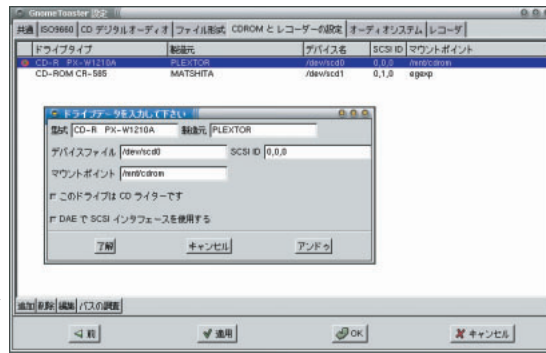 GnomeToaster 設定
共通 ISO9660 CD デジタルオーディオ ファイル形式 CDROM とレコーダーの設定 オーディオシステム レコーダ
ドライブタイプ 製造元 デバイス名 SCSI ID マウントポイント
CD-R PX-W1210A PLEXTOR /dev/scd0 0,0,0 /mnt/cdrom
CD-ROM CR-585 MATSHITA /dev/scd1 0,1,0
ドライブデータを入力して下さい
型式 CD-R PX-W1210A 製造元 PLEXTOR
デバイスファイル /dev/scd0 SCSI ID 0,0,0
マウントポイント /mnt/cdrom
このドライブは CD ライターです
DAE で SCSI インタフェースを使用する
了解 キャンセル アンドゥ
追加 削除 編集 バスの調査
前 適用 OK キャンセル